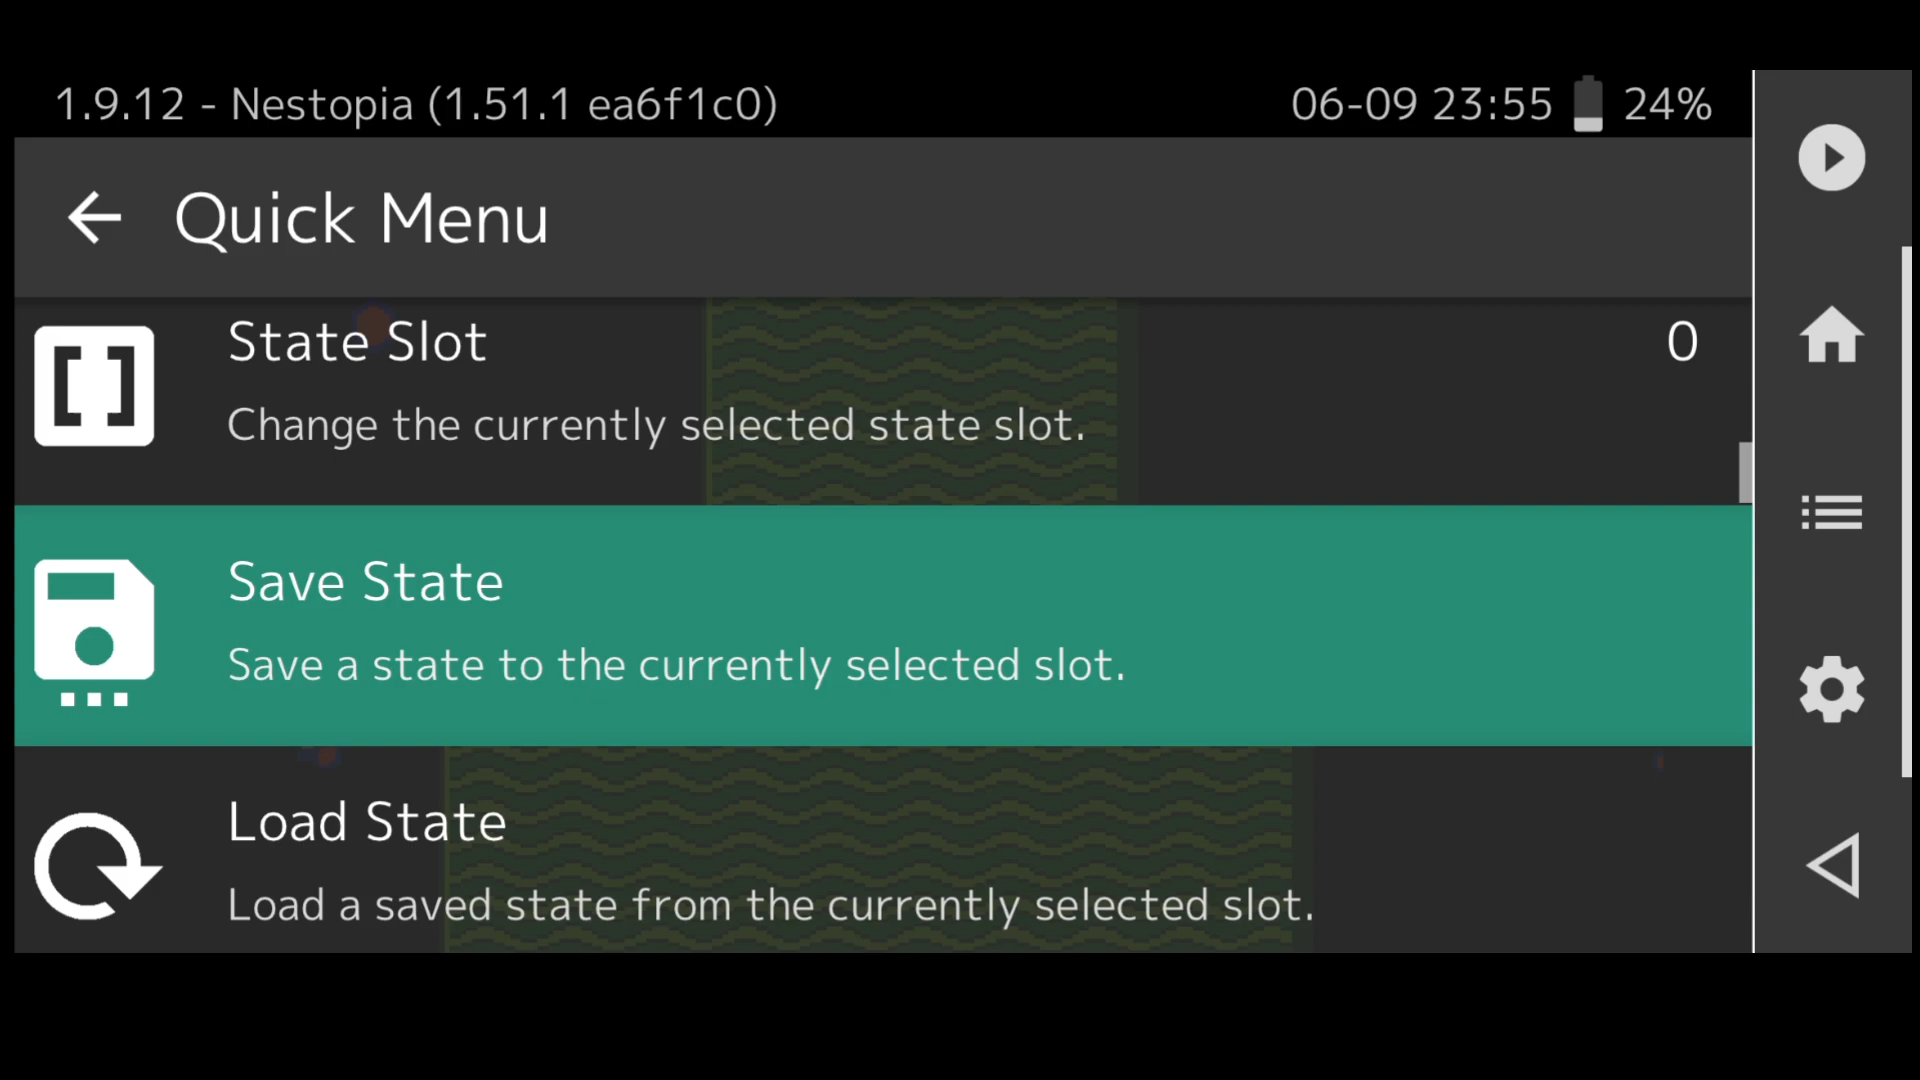 1.9.12 - Nestopia (1.51.1 ea6f1c0)
06-09 23:55 24%
Quick Menu
State Slot 0
Change the currently selected state slot.
Save State
Save a state to the currently selected slot.
Load State
Load a saved state from the currently selected slot.